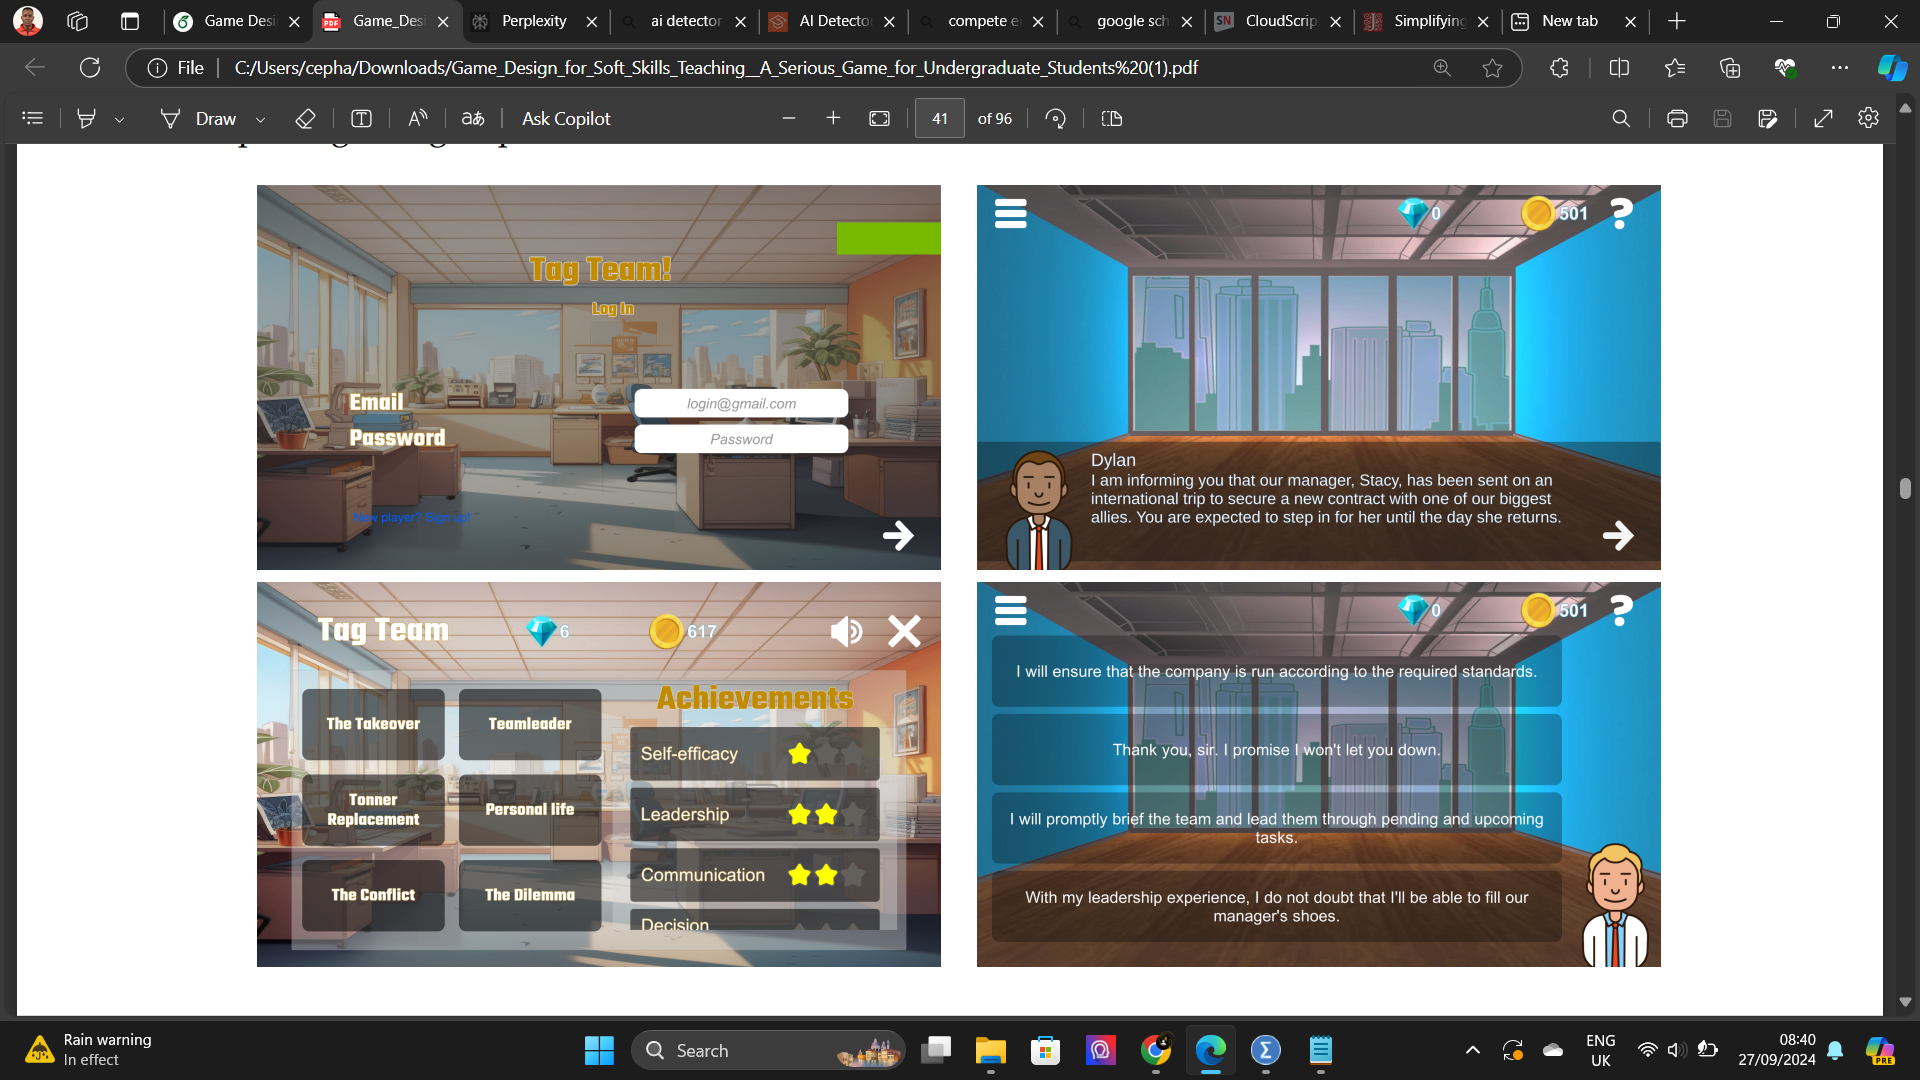 Game Desi
Game_Desi
Perplexity
ai detector
AI Detecto
compete e
google sch
CloudScrip
Simplifying
New tab
File
C:/Users/cepha/Downloads/Game_Design_for_Soft_Skills_Teaching__A_Serious_Game_for_Undergraduate_Students%20(1).pdf
Draw
Ask Copilot
41
of 96
Tag Team!
Log In
Email
login@gmail.com
Password
Password
New player? Sign up!
0
501
?
Dylan
I am informing you that our manager, Stacy, has been sent on an
international trip to secure a new contract with one of our biggest
allies. You are expected to step in for her until the day she returns.
Tag Team
6
617
The Takeover
Teamleader
Tonner
Replacement
Personal life
The Conflict
The Dilemma
Achievements
Self-efficacy
Leadership
Communication
Decision
0
501
?
I will ensure that the company is run according to the required standards.
Thank you, sir. I promise I won't let you down.
I will promptly brief the team and lead them through pending and upcoming
tasks.
With my leadership experience, I do not doubt that I'll be able to fill our
manager's shoes.
Rain warning
In effect
Search
ENG
UK
08:40
27/09/2024
PRE